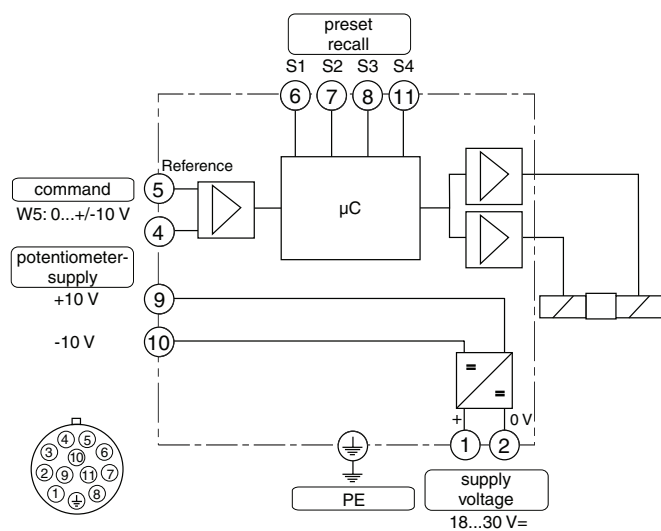 preset
recall
S1 S2 S3 S4
6 7 8 11
Reference
5
command
W5: 0...+/-10 V
4
µC
potentiometer-
supply
+10 V
9
-10 V
10
=
=
+ 0 V
1 2
PE
supply
voltage
18...30 V=
4 5
3 10 6
2 9 11 7
1 8